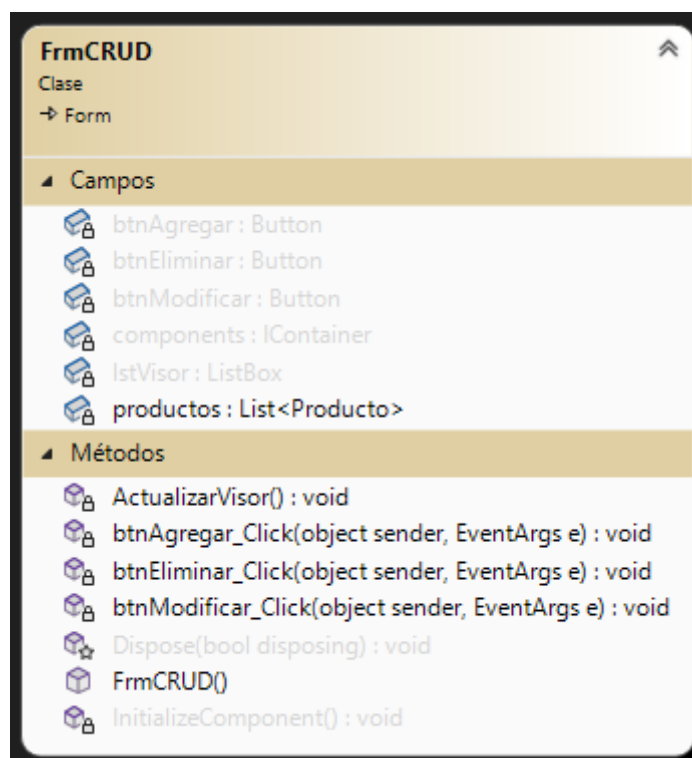 FrmCRUD
Clase
Form
Campos
btnAgregar : Button
btnEliminar : Button
btnModificar : Button
components : IContainer
lstVisor : ListBox
productos : List<Producto>
Métodos
ActualizarVisor() : void
btnAgregar_Click(object sender, EventArgs e) : void
btnEliminar_Click(object sender, EventArgs e) : void
btnModificar_Click(object sender, EventArgs e) : void
Dispose(bool disposing) : void
FrmCRUD()
InitializeComponent() : void